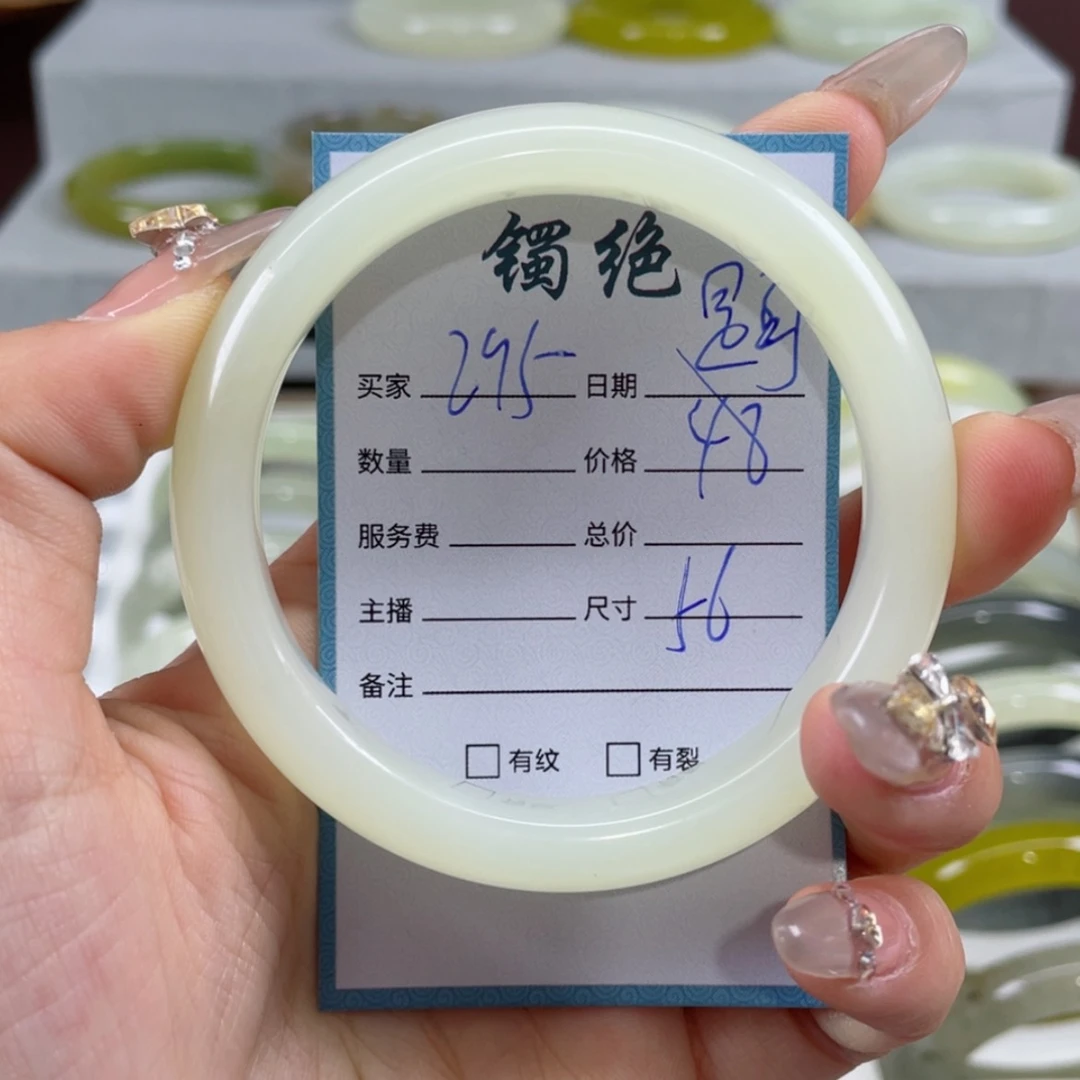 镯绝
买家 295 日期
数量 价格 48
服务费 总价
主播 尺寸 56
备注
☐有纹 ☐有裂